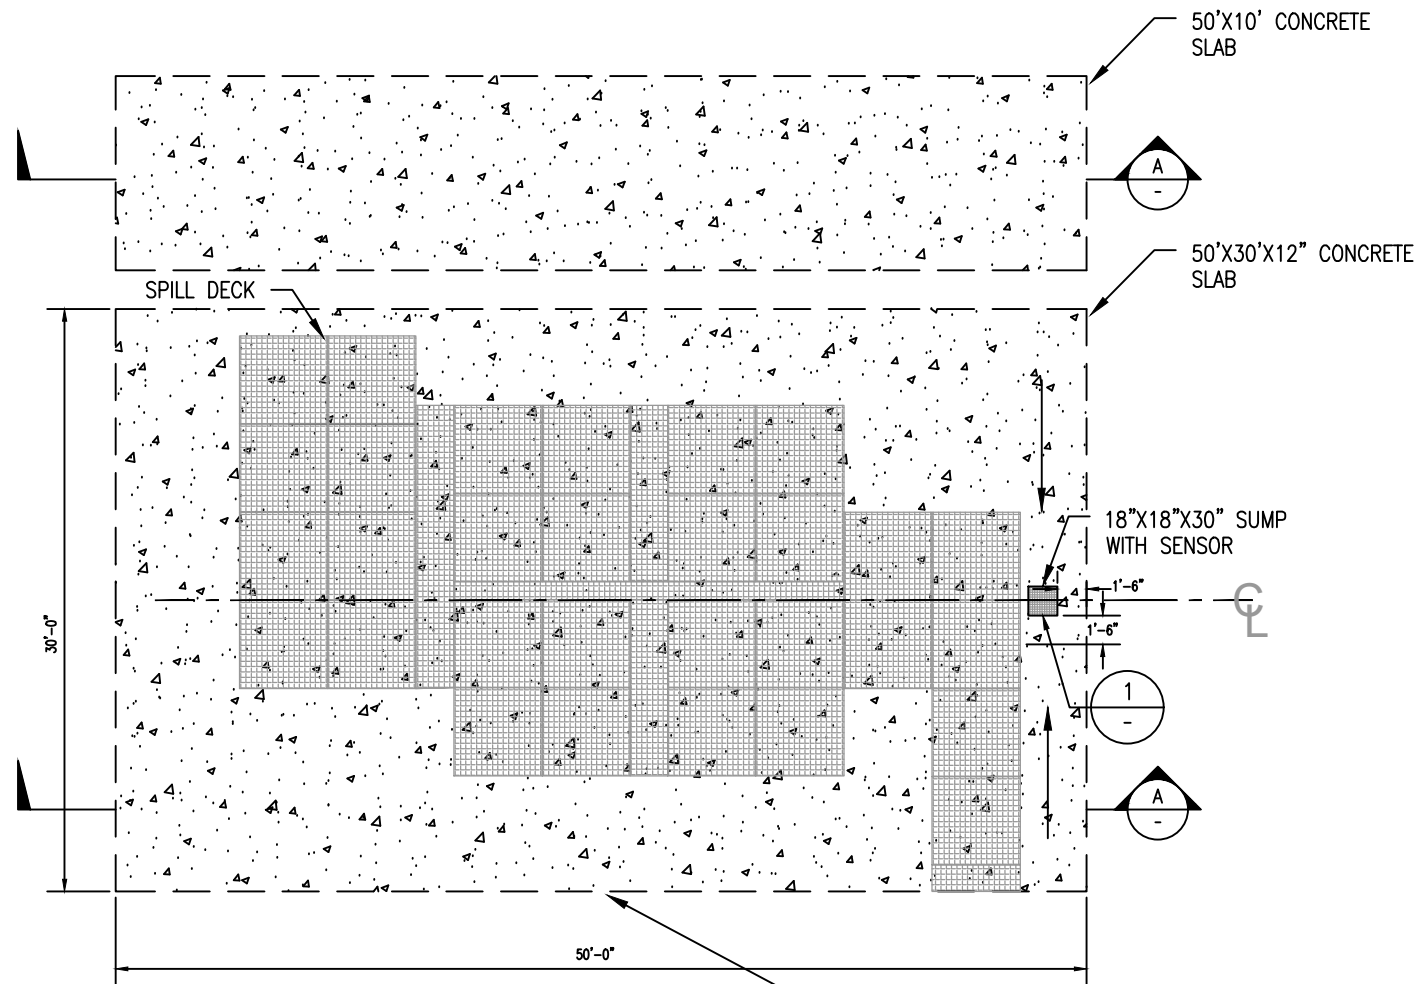 50'X10' CONCRETE
SLAB
A
-
50'X30'X12" CONCRETE
SLAB
SPILL DECK
18"X18"X30" SUMP
WITH SENSOR
1'-6"
℄
1'-6"
30'-0"
1
-
A
-
50'-0"